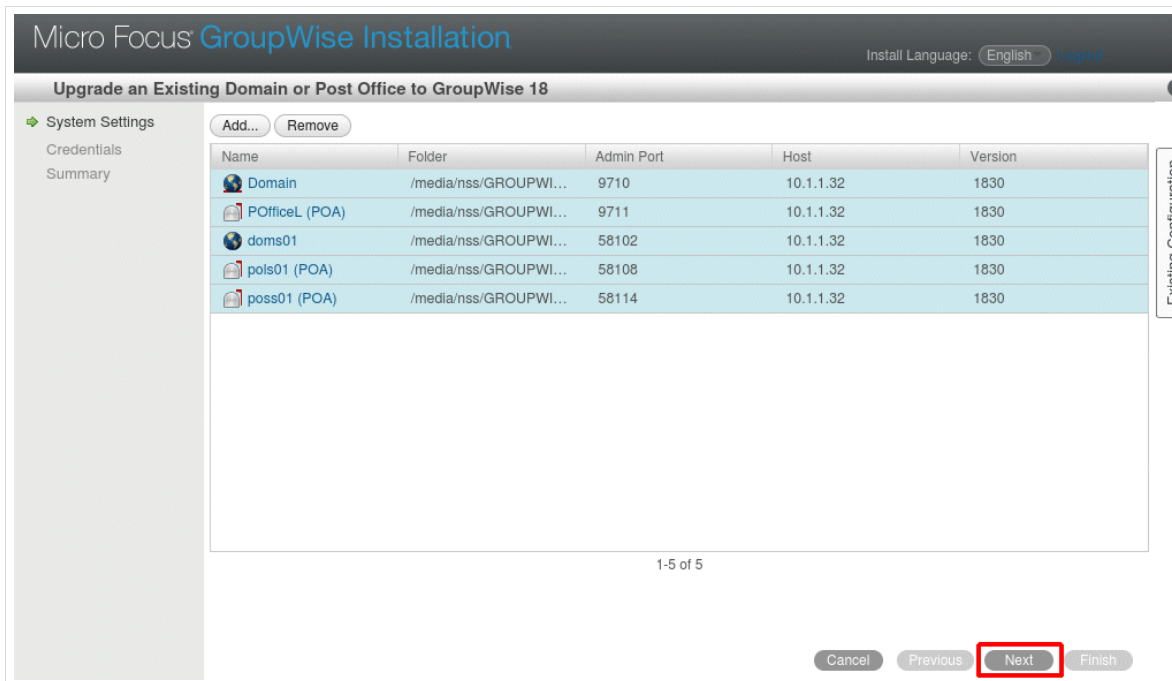 Micro Focus GroupWise Installation
Install Language: English Logout
Upgrade an Existing Domain or Post Office to GroupWise 18
System Settings
Credentials
Summary
Add... Remove
Name Folder Admin Port Host Version
Domain /media/nss/GROUPWI... 9710 10.1.1.32 1830
POfficeL (POA) /media/nss/GROUPWI... 9711 10.1.1.32 1830
doms01 /media/nss/GROUPWI... 58102 10.1.1.32 1830
pols01 (POA) /media/nss/GROUPWI... 58108 10.1.1.32 1830
poss01 (POA) /media/nss/GROUPWI... 58114 10.1.1.32 1830
1-5 of 5
Cancel Previous Next Finish
Existing Configuration